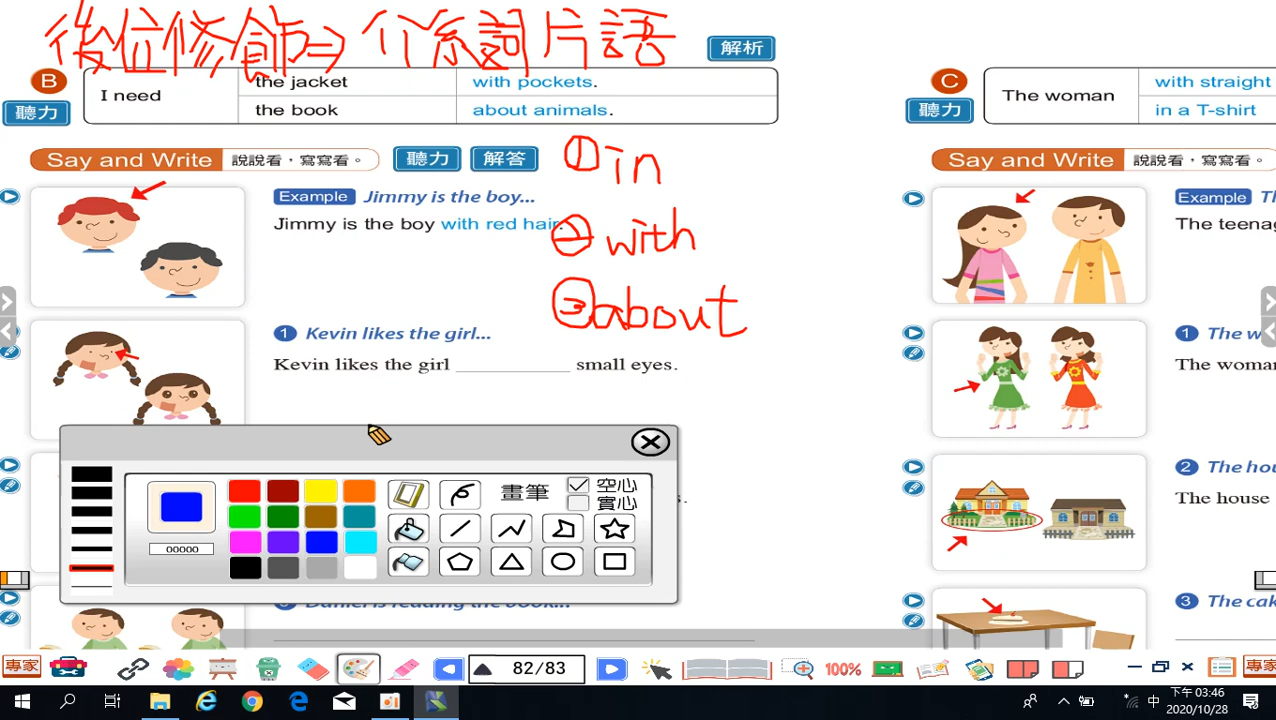 後位修飾⇒介系詞片語
解析
B
聽力
I need
the jacket
with pockets.
the book
about animals.
①in
②with
③about
Say and Write 說說看，寫寫看。
聽力
解答
Example Jimmy is the boy...
Jimmy is the boy with red hair.
1 Kevin likes the girl...
Kevin likes the girl __________ small eyes.
s.
畫筆
空心
實心
00000
Daniel is reading the book...
C
聽力
The woman
with straight
in a T-shirt
Say and Write 說說看，寫寫看。
Example
The teenag
1 The w
The woman
2 The hou
The house
3 The cak
專家
82/83
100%
專家
中
下午 03:46
2020/10/28